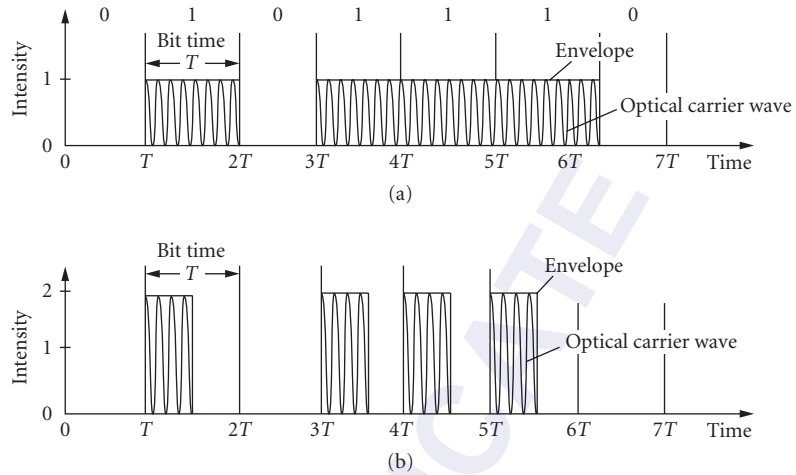 0 1 0 1 1 1 0
Bit time
T
Envelope
Optical carrier wave
Intensity
1
0
0 T 2T 3T 4T 5T 6T 7T Time
(a)
Bit time
T
Envelope
Optical carrier wave
Intensity
2
1
0
0 T 2T 3T 4T 5T 6T 7T Time
(b)
CATE